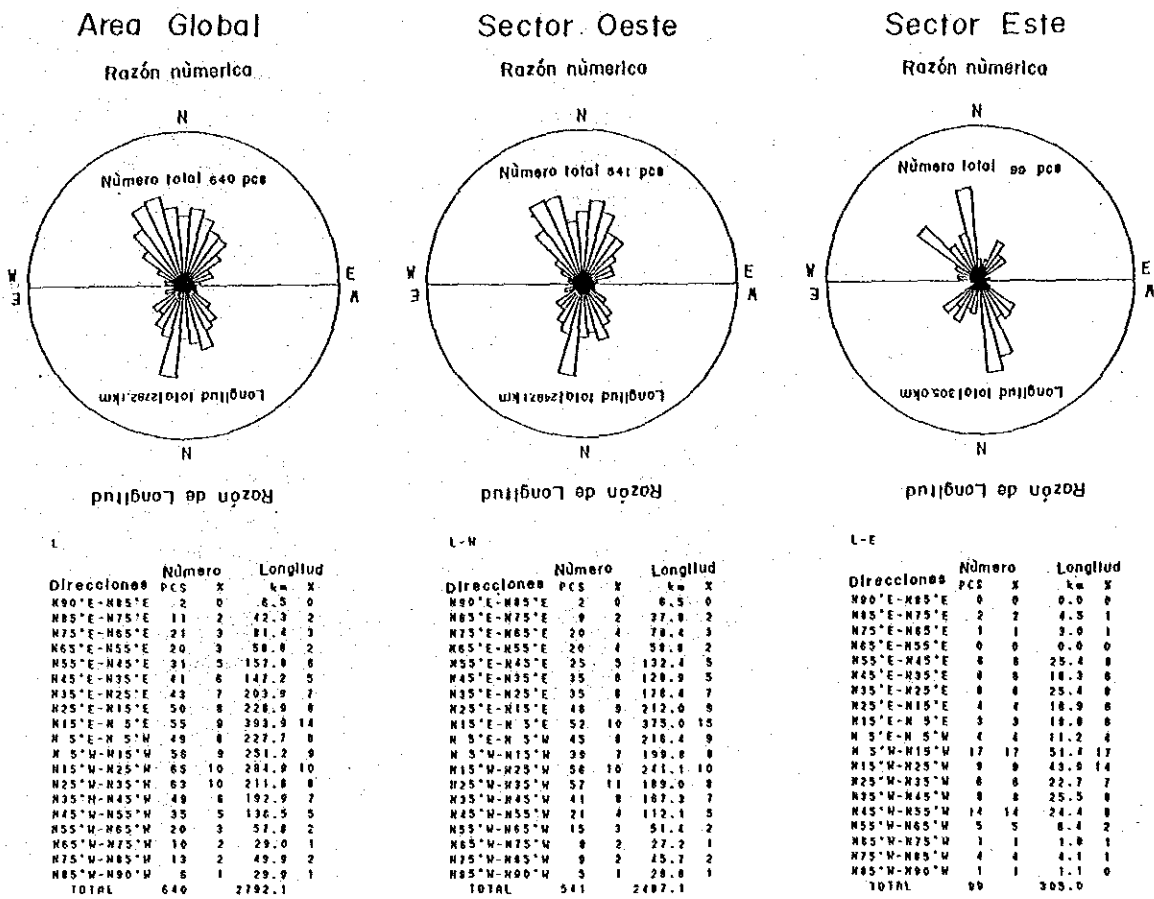 Area Global
Razón nùmerica
N
Nùmero total 640 pcs
W E
E W
Longitud total 2792.1km
N
Razón de Longitud
L
Nùmero Longitud
Direcciones PCS % km %
N90°E-N85°E 2 0 6.5 0
N85°E-N75°E 11 2 42.3 2
N75°E-N65°E 21 3 81.4 3
N65°E-N55°E 20 3 58.8 2
N55°E-N45°E 31 5 157.8 6
N45°E-N35°E 41 6 147.2 5
N35°E-N25°E 43 7 203.9 7
N25°E-N15°E 50 8 228.9 8
N15°E-N 5°E 55 9 393.9 14
N 5°E-N 5°W 49 8 227.7 8
N 5°W-N15°W 56 9 251.2 9
N15°W-N25°W 65 10 284.9 10
N25°W-N35°W 63 10 211.8 8
N35°W-N45°W 49 8 192.9 7
N45°W-N55°W 35 5 136.5 5
N55°W-N65°W 20 3 57.8 2
N65°W-N75°W 10 2 29.0 1
N75°W-N85°W 13 2 49.9 2
N85°W-N90°W 6 1 29.9 1
TOTAL 640 2792.1
Sector Oeste
Razón nùmerica
N
Nùmero total 541 pcs
W E
E W
Longitud total 2487.1km
N
Razón de Longitud
L-W
Nùmero Longitud
Direcciones PCS % km %
N90°E-N85°E 2 0 6.5 0
N85°E-N75°E 9 2 37.8 2
N75°E-N65°E 20 4 78.4 3
N65°E-N55°E 20 4 58.8 2
N55°E-N45°E 25 5 132.4 5
N45°E-N35°E 35 6 128.9 5
N35°E-N25°E 35 6 178.4 7
N25°E-N15°E 46 9 212.0 9
N15°E-N 5°E 52 10 375.0 15
N 5°E-N 5°W 45 8 216.4 9
N 5°W-N15°W 39 7 199.8 8
N15°W-N25°W 56 10 241.1 10
N25°W-N35°W 57 11 189.0 8
N35°W-N45°W 41 8 167.3 7
N45°W-N55°W 21 4 112.1 5
N55°W-N65°W 15 3 51.4 2
N65°W-N75°W 9 2 27.2 1
N75°W-N85°W 9 2 45.7 2
N85°W-N90°W 5 1 28.8 1
TOTAL 541 2487.1
Sector Este
Razón nùmerica
N
Nùmero total 99 pcs
W E
E W
Longitud total 305.0km
N
Razón de Longitud
L-E
Nùmero Longitud
Direcciones PCS % km %
N90°E-N85°E 0 0 0.0 0
N85°E-N75°E 2 2 4.5 1
N75°E-N65°E 1 1 3.0 1
N65°E-N55°E 0 0 0.0 0
N55°E-N45°E 6 6 25.4 8
N45°E-N35°E 6 6 18.3 6
N35°E-N25°E 8 8 25.4 8
N25°E-N15°E 4 4 16.9 6
N15°E-N 5°E 3 3 18.8 6
N 5°E-N 5°W 4 4 11.2 4
N 5°W-N15°W 17 17 51.4 17
N15°W-N25°W 9 9 43.9 14
N25°W-N35°W 6 6 22.7 7
N35°W-N45°W 8 8 25.5 8
N45°W-N55°W 14 14 24.4 8
N55°W-N65°W 5 5 6.4 2
N65°W-N75°W 1 1 1.8 1
N75°W-N85°W 4 4 4.1 1
N85°W-N90°W 1 1 1.1 0
TOTAL 99 305.0